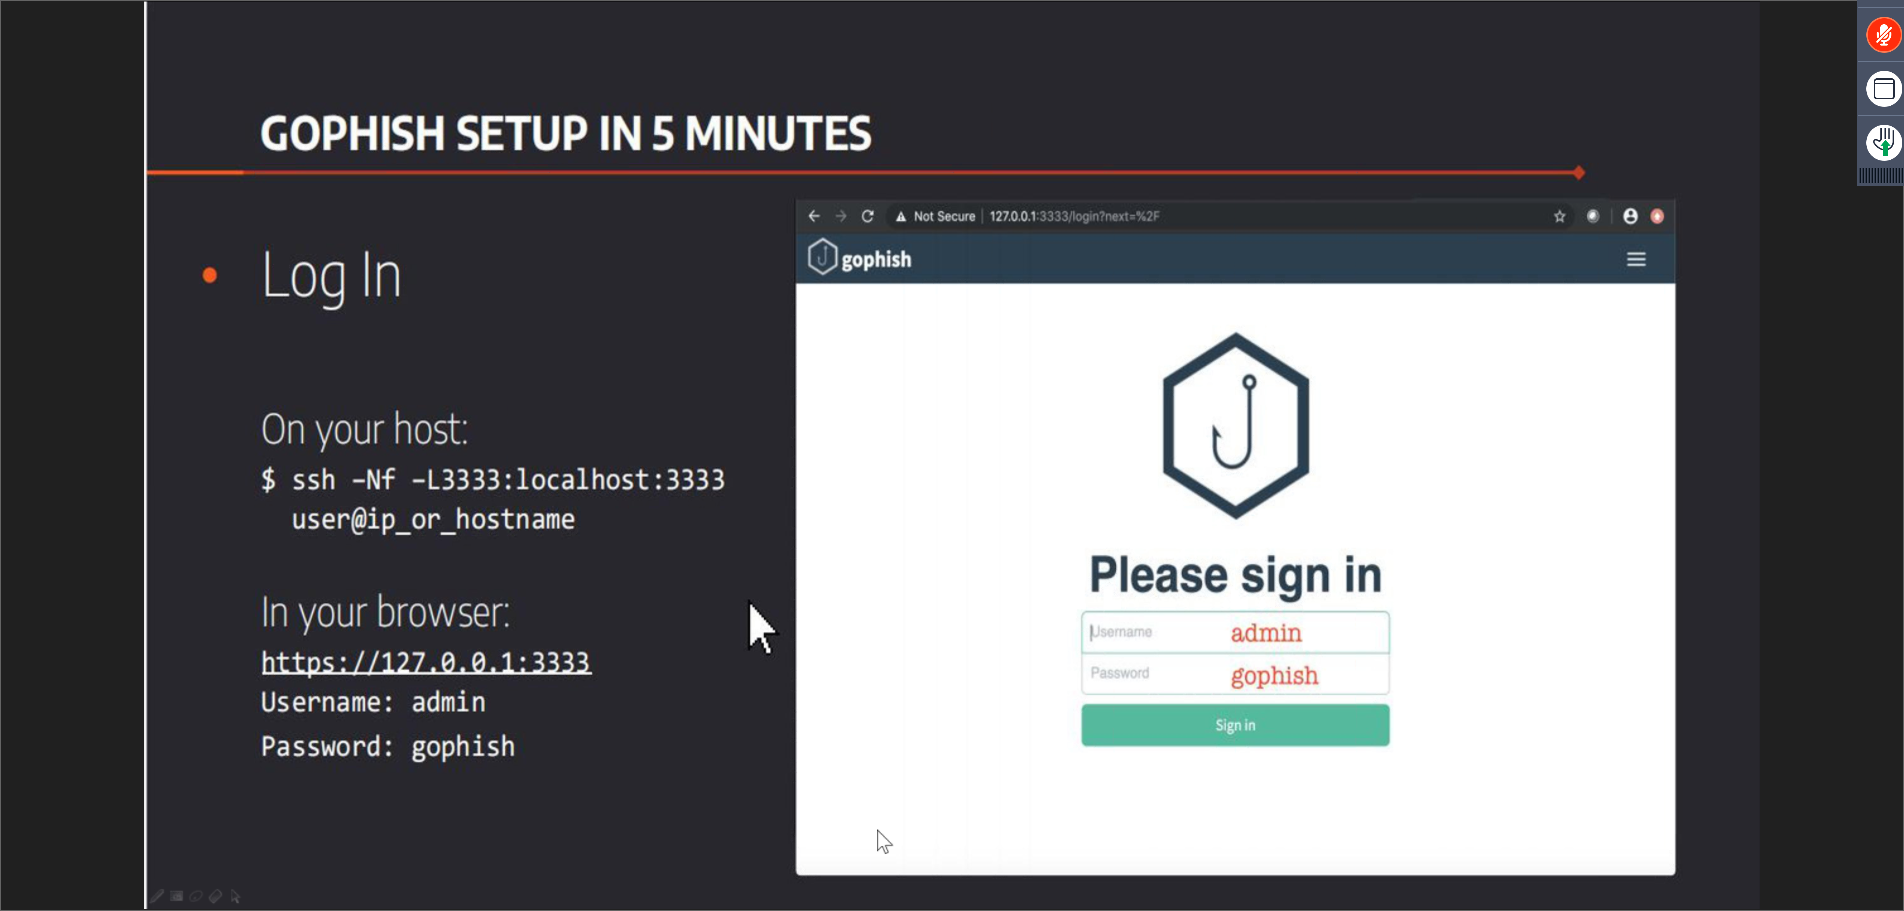 GOPHISH SETUP IN 5 MINUTES
• Log In
On your host:
$ ssh –Nf –L3333:localhost:3333
user@ip_or_hostname
In your browser:
https://127.0.0.1:3333
Username: admin
Password: gophish
Not Secure | 127.0.0.1:3333/login?next=%2F
gophish
Please sign in
Username admin
Password gophish
Sign in